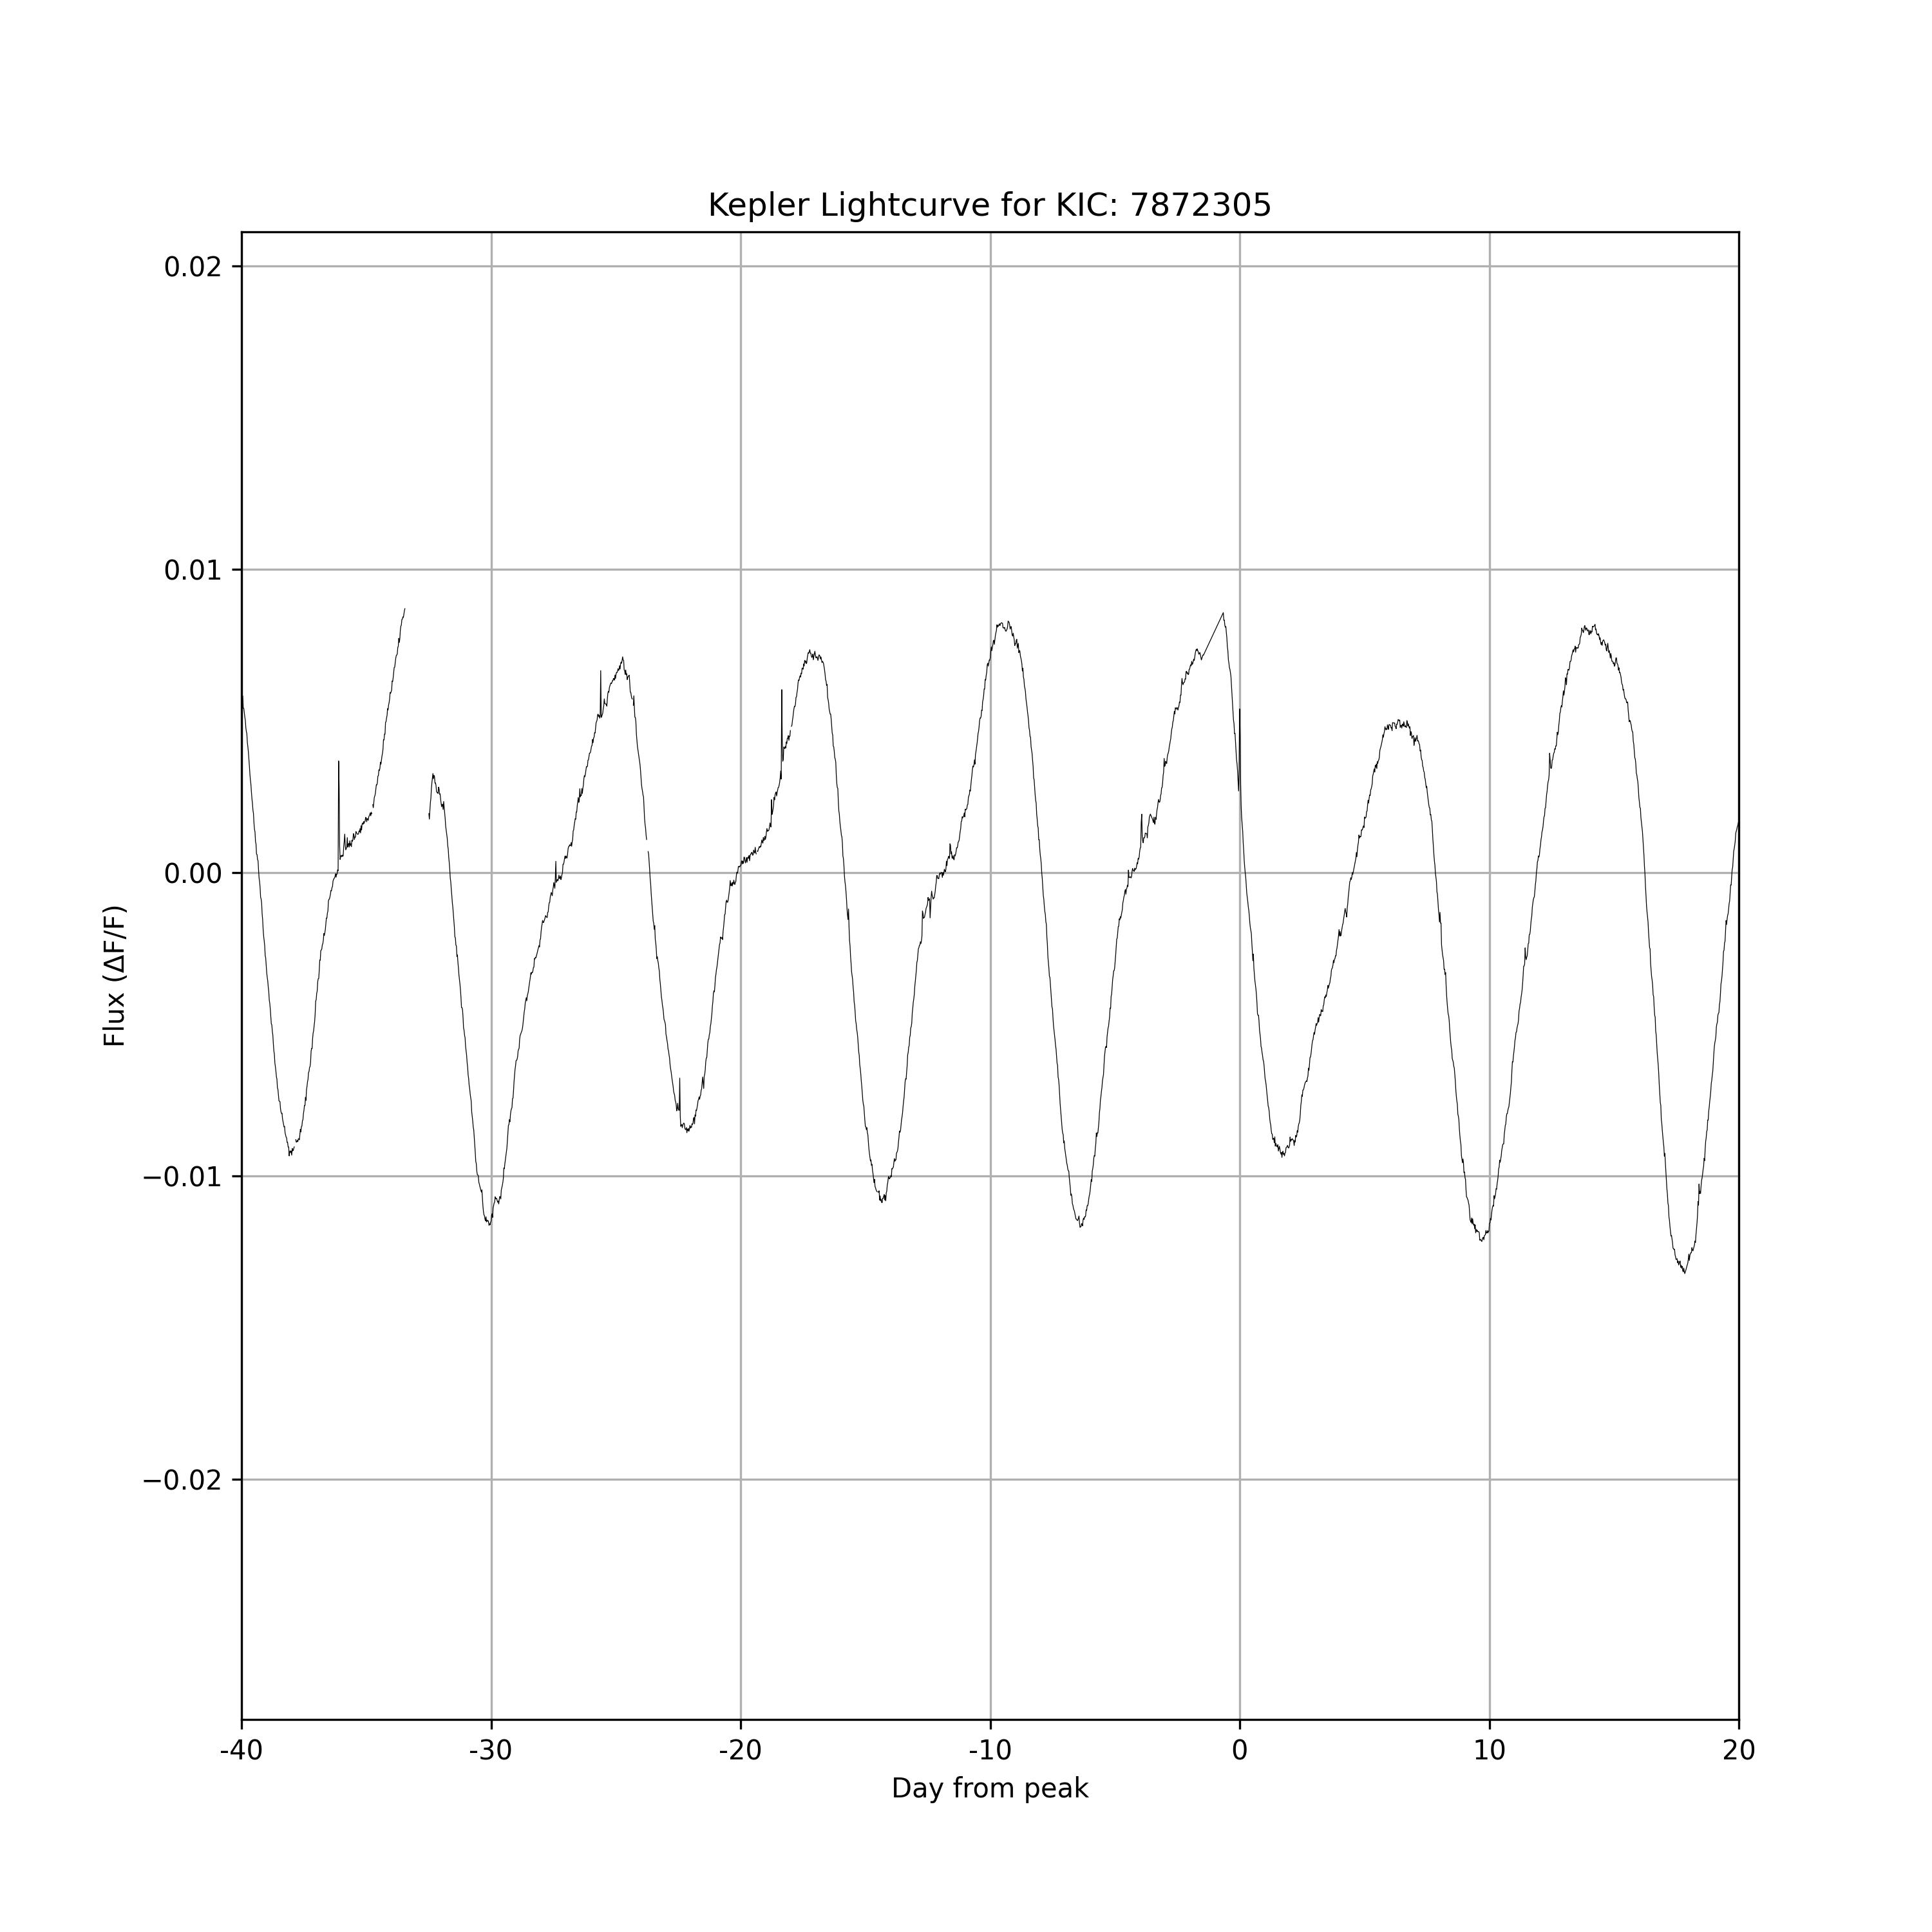 Kepler Lightcurve for KIC: 7872305
0.02
0.01
0.00
−0.01
−0.02
Flux (ΔF/F)
-40 -30 -20 -10 0 10 20
Day from peak